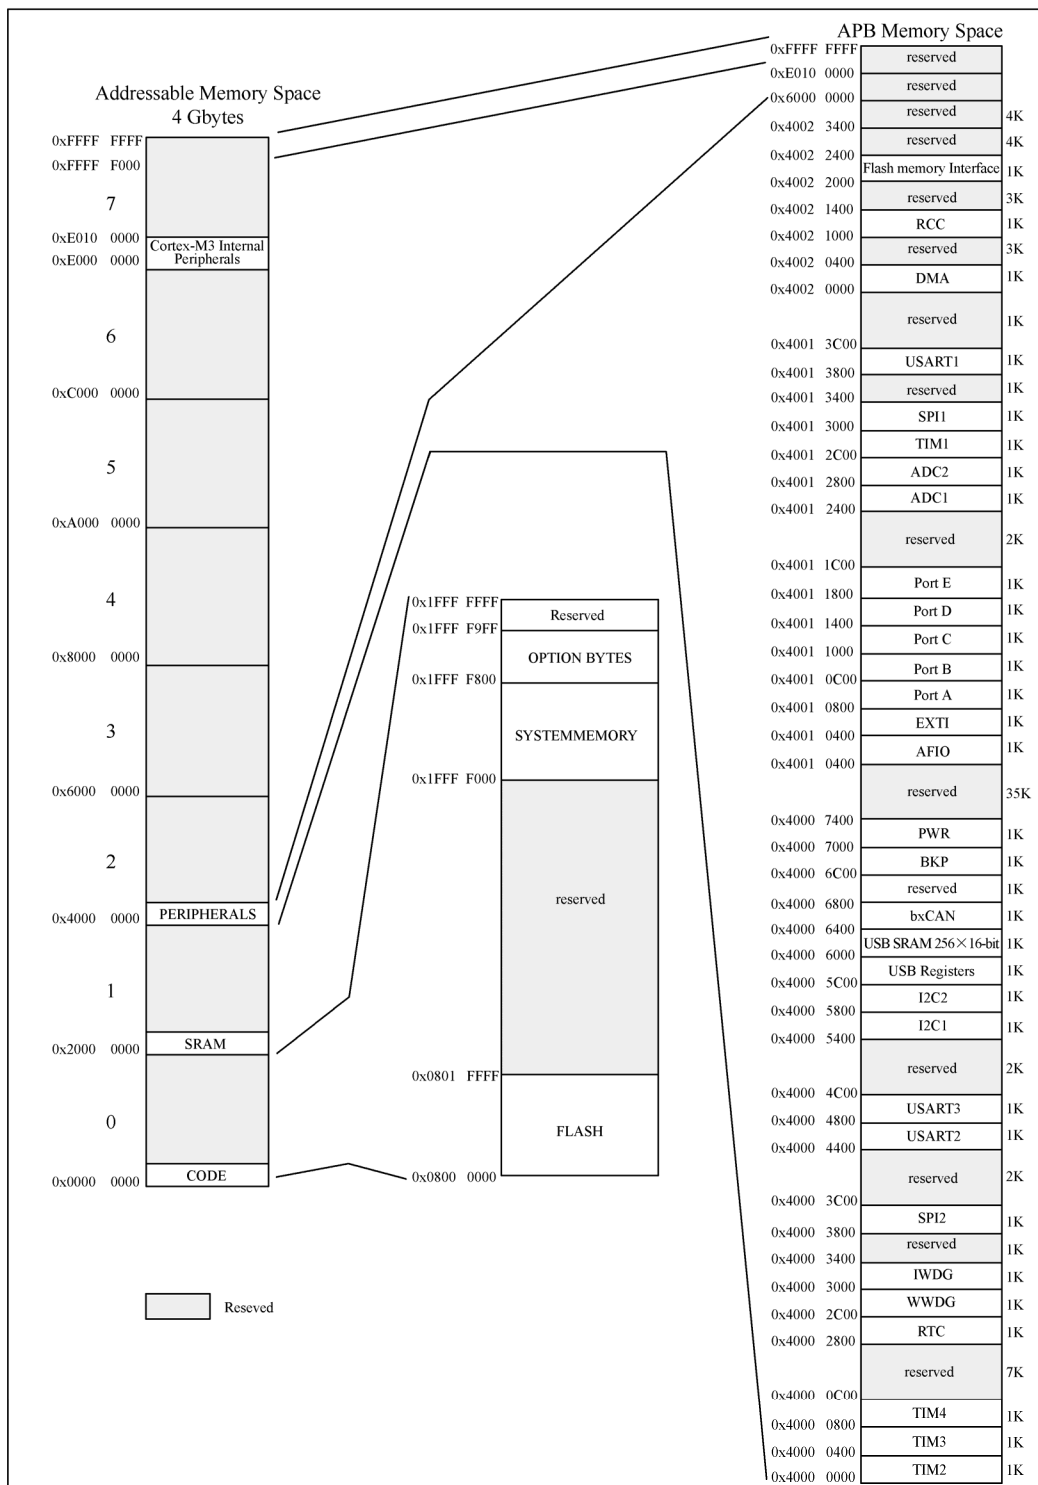 Addressable Memory Space
4 Gbytes
0xFFFF FFFF
0xFFFF F000
7
0xE010 0000
Cortex-M3 Internal
Peripherals
0xE000 0000
6
0xC000 0000
5
0xA000 0000
4
0x8000 0000
3
0x6000 0000
2
PERIPHERALS
0x4000 0000
1
SRAM
0x2000 0000
0
CODE
0x0000 0000
Reseved
0x1FFF FFFF
Reserved
0x1FFF F9FF
OPTION BYTES
0x1FFF F800
SYSTEMMEMORY
0x1FFF F000
reserved
0x0801 FFFF
FLASH
0x0800 0000
APB Memory Space
0xFFFF FFFF
reserved
0xE010 0000
reserved
0x6000 0000
reserved 4K
0x4002 3400
reserved 4K
0x4002 2400
Flash memory Interface 1K
0x4002 2000
reserved 3K
0x4002 1400
RCC 1K
0x4002 1000
reserved 3K
0x4002 0400
DMA 1K
0x4002 0000
reserved 1K
0x4001 3C00
USART1 1K
0x4001 3800
reserved 1K
0x4001 3400
SPI1 1K
0x4001 3000
TIM1 1K
0x4001 2C00
ADC2 1K
0x4001 2800
ADC1 1K
0x4001 2400
reserved 2K
0x4001 1C00
Port E 1K
0x4001 1800
Port D 1K
0x4001 1400
Port C 1K
0x4001 1000
Port B 1K
0x4001 0C00
Port A 1K
0x4001 0800
EXTI 1K
0x4001 0400
AFIO 1K
0x4001 0400
reserved 35K
0x4000 7400
PWR 1K
0x4000 7000
BKP 1K
0x4000 6C00
reserved 1K
0x4000 6800
bxCAN 1K
0x4000 6400
USB SRAM 256×16-bit 1K
0x4000 6000
USB Registers 1K
0x4000 5C00
I2C2 1K
0x4000 5800
I2C1 1K
0x4000 5400
reserved 2K
0x4000 4C00
USART3 1K
0x4000 4800
USART2 1K
0x4000 4400
reserved 2K
0x4000 3C00
SPI2 1K
0x4000 3800
reserved 1K
0x4000 3400
IWDG 1K
0x4000 3000
WWDG 1K
0x4000 2C00
RTC 1K
0x4000 2800
reserved 7K
0x4000 0C00
TIM4 1K
0x4000 0800
TIM3 1K
0x4000 0400
TIM2 1K
0x4000 0000